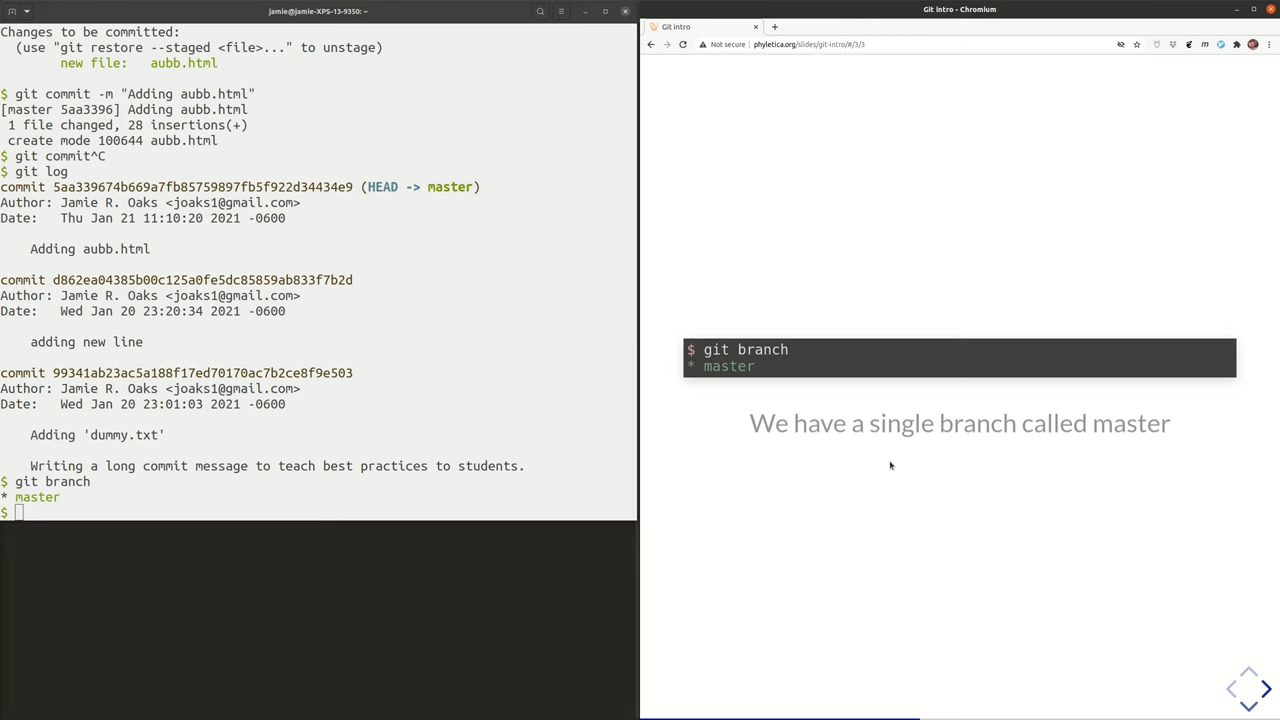 jamie@jamie-XPS-13-9350: ~
Changes to be committed:
  (use "git restore --staged <file>..." to unstage)
        new file:   aubb.html
$ git commit -m "Adding aubb.html"
[master 5aa3396] Adding aubb.html
 1 file changed, 28 insertions(+)
 create mode 100644 aubb.html
$ git commit^C
$ git log
commit 5aa339674b669a7fb85759897fb5f922d34434e9 (HEAD -> master)
Author: Jamie R. Oaks <joaks1@gmail.com>
Date:   Thu Jan 21 11:10:20 2021 -0600
    Adding aubb.html
commit d862ea04385b00c125a0fe5dc85859ab833f7b2d
Author: Jamie R. Oaks <joaks1@gmail.com>
Date:   Wed Jan 20 23:20:34 2021 -0600
    adding new line
commit 99341ab23ac5a188f17ed70170ac7b2ce8f9e503
Author: Jamie R. Oaks <joaks1@gmail.com>
Date:   Wed Jan 20 23:01:03 2021 -0600
    Adding 'dummy.txt'
    Writing a long commit message to teach best practices to students.
$ git branch
* master
$
Git intro - Chromium
Git intro
Not secure | phyletica.org/slides/git-intro/#/3/3
$ git branch
* master
We have a single branch called master